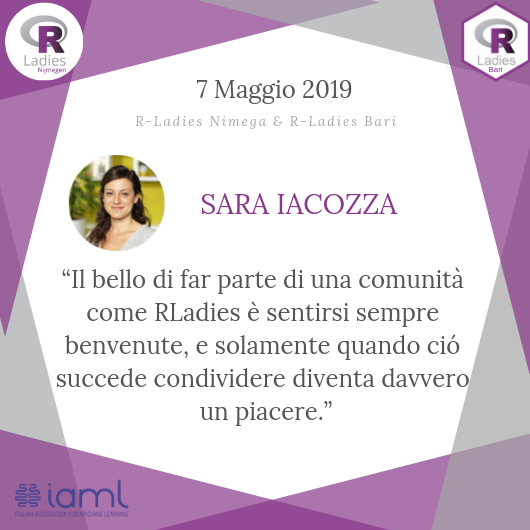 R
Ladies
Nijmegen
R
Ladies
Bari
7 Maggio 2019
R-Ladies Nimega & R-Ladies Bari
SARA IACOZZA
“Il bello di far parte di una comunità
come RLadies è sentirsi sempre
benvenute, e solamente quando ció
succede condividere diventa davvero
un piacere.”
iaml
ITALIAN ASSOCIATION FOR MACHINE LEARNING